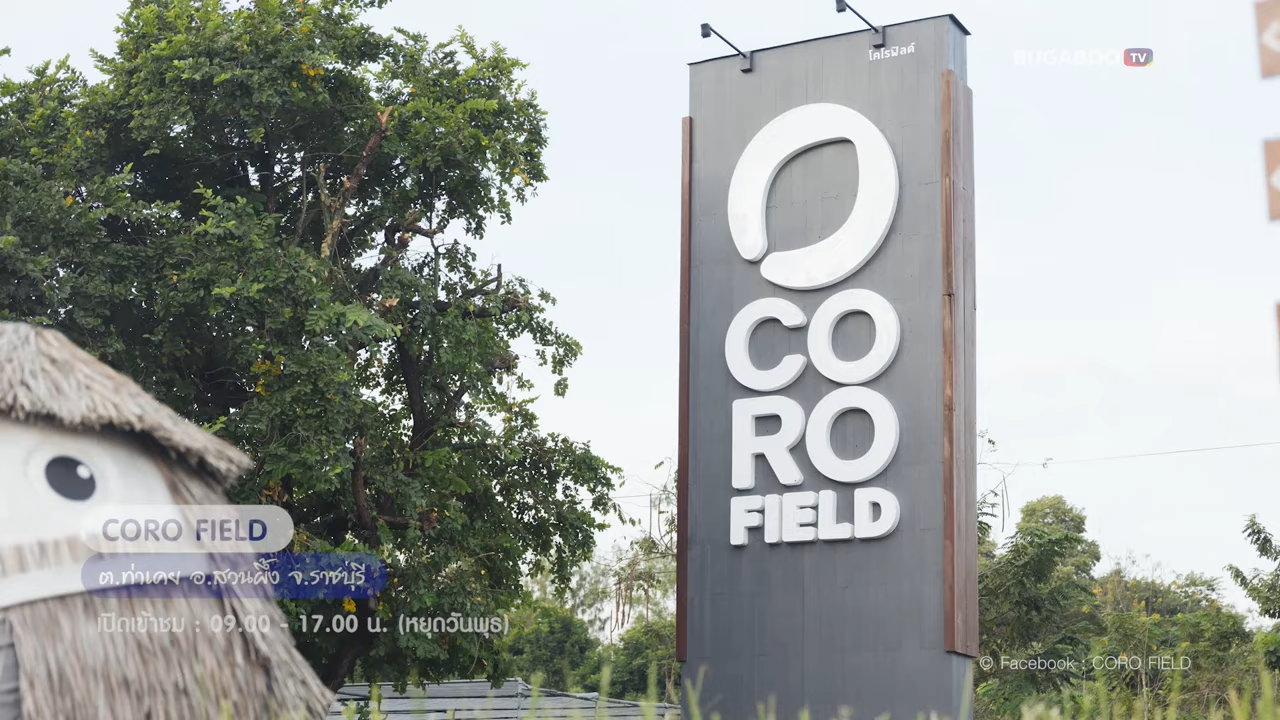 โคโรฟิลด์
BUGABOO TV
CO
RO
FIELD
CORO FIELD
ต.ท่าเคย อ.สวนผึ้ง จ.ราชบุรี
เปิดเข้าชม : 09.00 - 17.00 น. (หยุดวันพุธ)
© Facebook : CORO FIELD